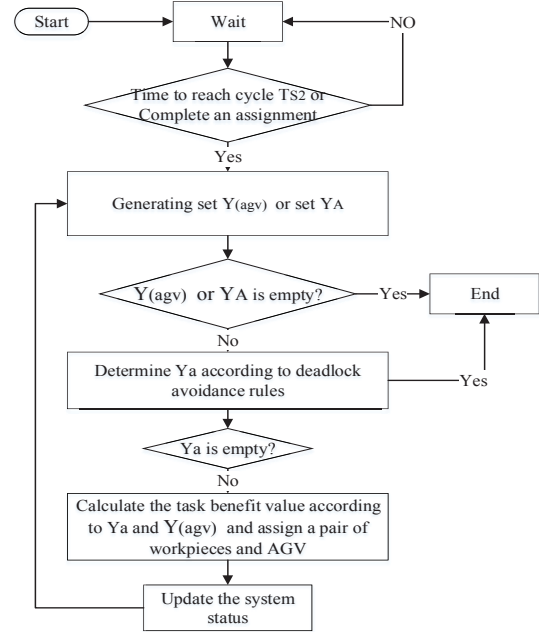 Start
Wait
NO
Time to reach cycle TS2 or
Complete an assignment
Yes
Generating set Y(agv) or set YA
Y(agv) or YA is empty?
Yes
End
No
Determine Ya according to deadlock
avoidance rules
Yes
Ya is empty?
No
Calculate the task benefit value according
to Ya and Y(agv) and assign a pair of
workpieces and AGV
Update the system
status